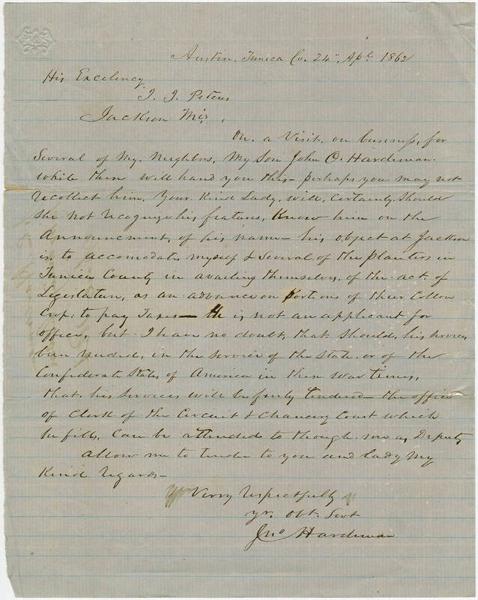 Austin, Tunica Co. 24 Apl. 1862
His Excelency
J. J. Petus
Jackson Mis,
On, a Visit, on business, for
Several of My Neighbors, My Son John C. Hardeman.
while there will hand you this perhaps you may not
recollect him, Your Kind Lady, will, certainly, should
she not recognize his features, Know him on the
Announcement, of his name — his object at Jackson
is, to accomodate, myself & Several of the planters in
Tunica County in availing themselves, of the act of
Legislature, as an advance on portions of their Cotton
Crop, to pay Taxes — He is not an applicant for
office, but I have no doubt, that should, his services
been needed, in the service of the State. or of the
Confederate States, of America in these war times,
that, his Services will be freely tendered — the office
of Clerk of the Circuit & Chancery Court which
he fills, Can be attended to though me as Deputy
allow me to tender to you and lady My
Kind regards —
Verry respectfully
yr. Obt. Servt
Jno Hardeman